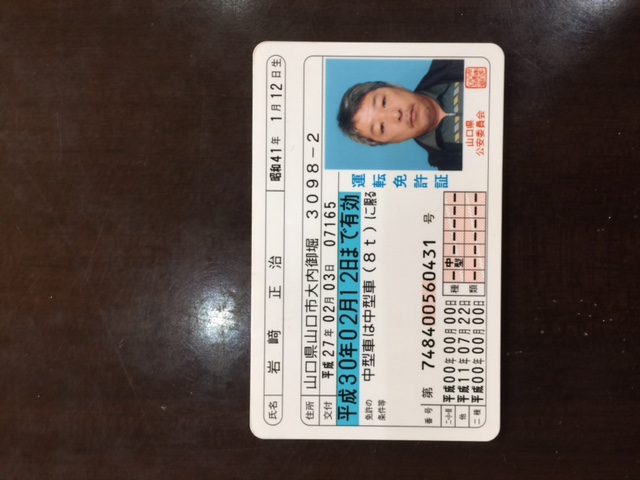 氏名 岩﨑 正治 昭和41年 1月12日生
住所 山口県山口市大内御堀 3098-2
交付 平成27年02月03日 07165
平成30年02月12日まで有効
免許の条件等 中型車は中型車(8t)に限る
運転免許証
番号 第 748400560431 号
二・小・原 平成00年00月00日
他 平成11年07月22日
二種 平成00年00月00日
種類 中型
山口県
公安委員会